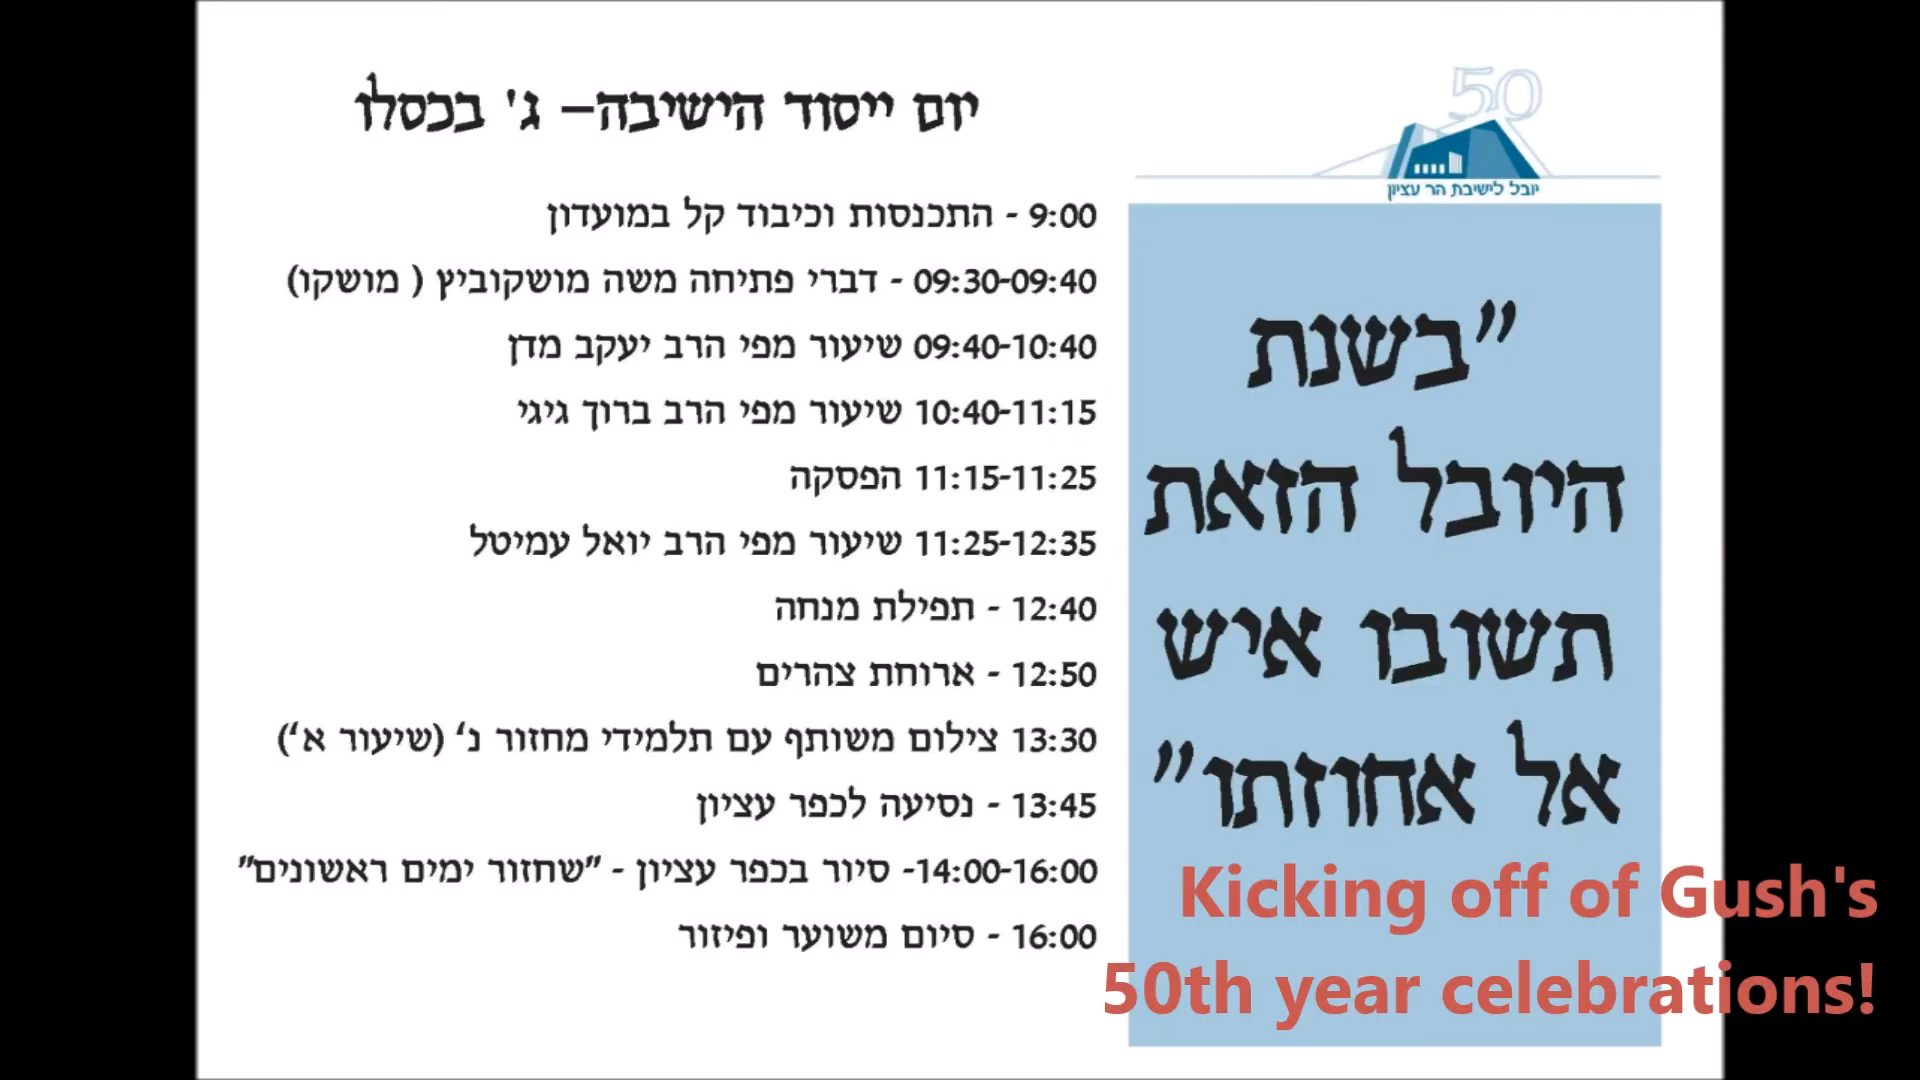 יום ייסוד הישיבה– ג' בכסלו
9:00 - התכנסות וכיבוד קל במועדון
09:30-09:40 - דברי פתיחה משה מושקוביץ ( מושקו)
09:40-10:40 שיעור מפי הרב יעקב מדן
10:40-11:15 שיעור מפי הרב ברוך גיגי
11:15-11:25 הפסקה
11:25-12:35 שיעור מפי הרב יואל עמיטל
12:40 - תפילת מנחה
12:50 - ארוחת צהרים
13:30 צילום משותף עם תלמידי מחזור נ' (שיעור א')
13:45 - נסיעה לכפר עציון
14:00-16:00- סיור בכפר עציון - "שחזור ימים ראשונים"
16:00 - סיום משוער ופיזור
50
יובל לישיבת הר עציון
"בשנת
היובל הזאת
תשובו איש
אל אחוזתו"
Kicking off of Gush's
50th year celebrations!